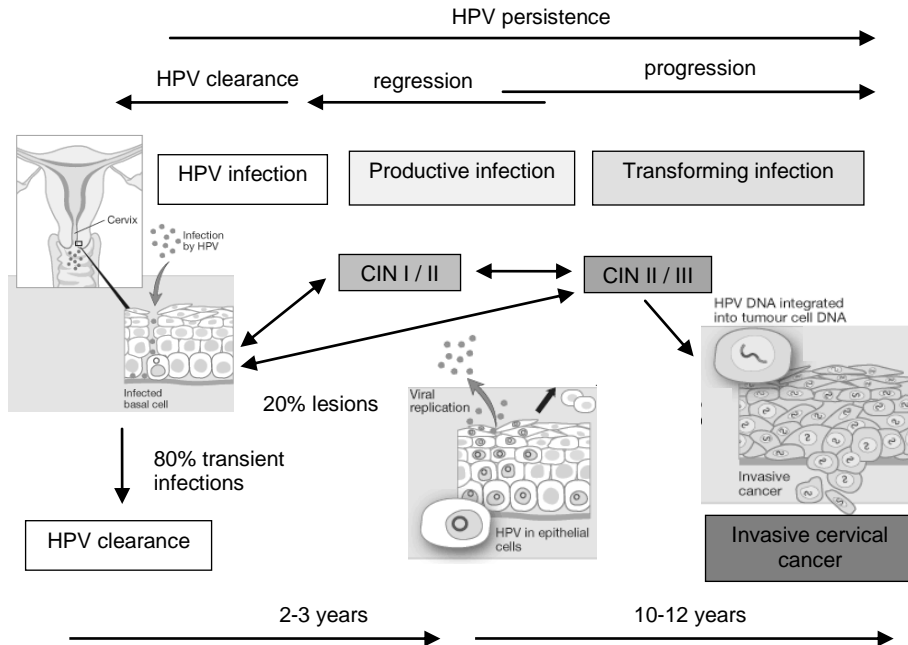 HPV persistence
HPV clearance
regression
progression
HPV infection
Productive infection
Transforming infection
Cervix
Infection
by HPV
CIN I / II
CIN II / III
HPV DNA integrated
into tumour cell DNA
Infected
basal cell
20% lesions
Viral
replication
80% transient
infections
Invasive
cancer
HPV clearance
HPV in epithelial
cells
Invasive cervical
cancer
2-3 years
10-12 years